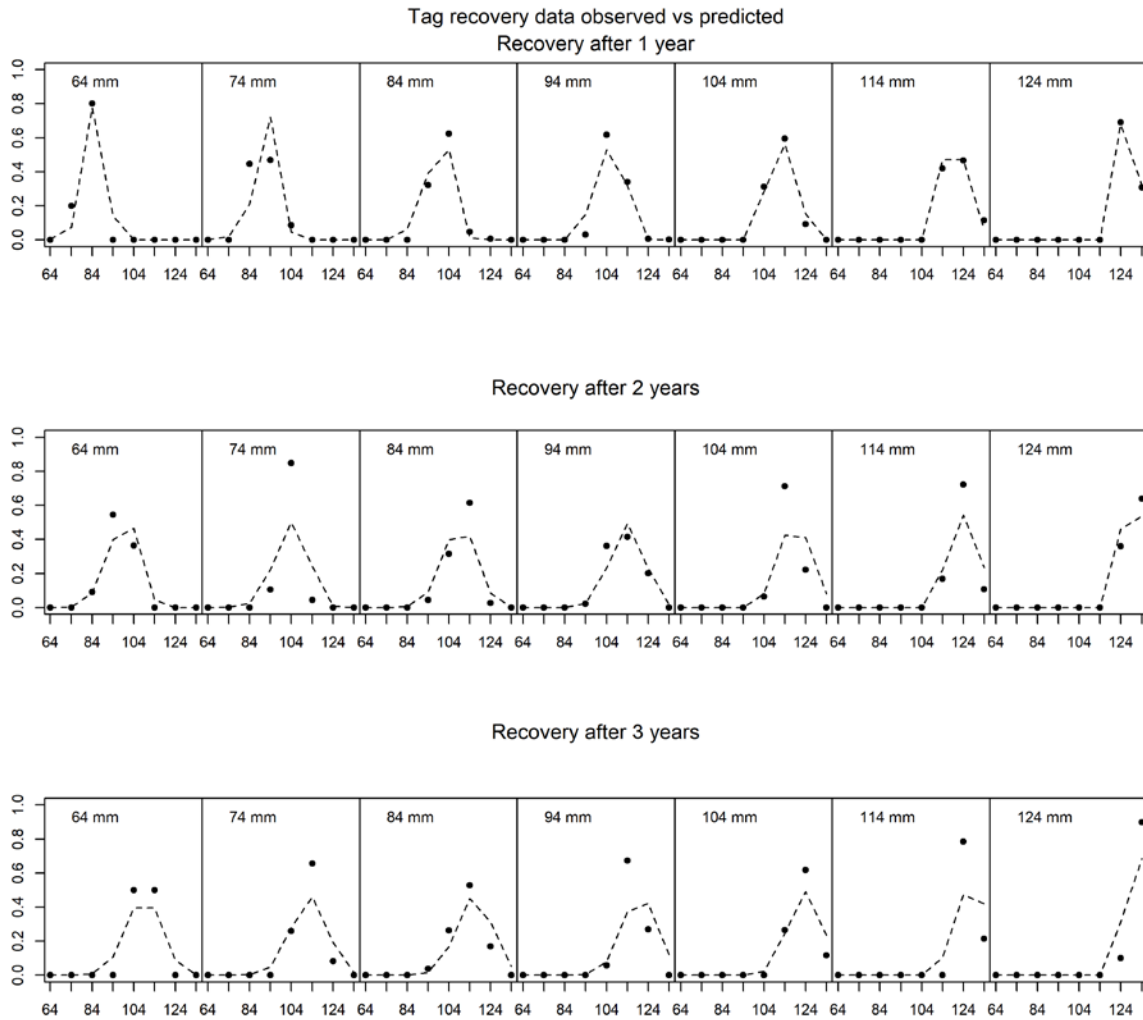 Tag recovery data observed vs predicted
Recovery after 1 year
0.0 0.2 0.4 0.6 0.8 1.0
64 mm 74 mm 84 mm 94 mm 104 mm 114 mm 124 mm
64 84 104 124 64 84 104 124 64 84 104 124 64 84 104 124 64 84 104 124 64 84 104 124 64 84 104 124
Recovery after 2 years
0.0 0.2 0.4 0.6 0.8 1.0
64 mm 74 mm 84 mm 94 mm 104 mm 114 mm 124 mm
64 84 104 124 64 84 104 124 64 84 104 124 64 84 104 124 64 84 104 124 64 84 104 124 64 84 104 124
Recovery after 3 years
0.0 0.2 0.4 0.6 0.8 1.0
64 mm 74 mm 84 mm 94 mm 104 mm 114 mm 124 mm
64 84 104 124 64 84 104 124 64 84 104 124 64 84 104 124 64 84 104 124 64 84 104 124 64 84 104 124